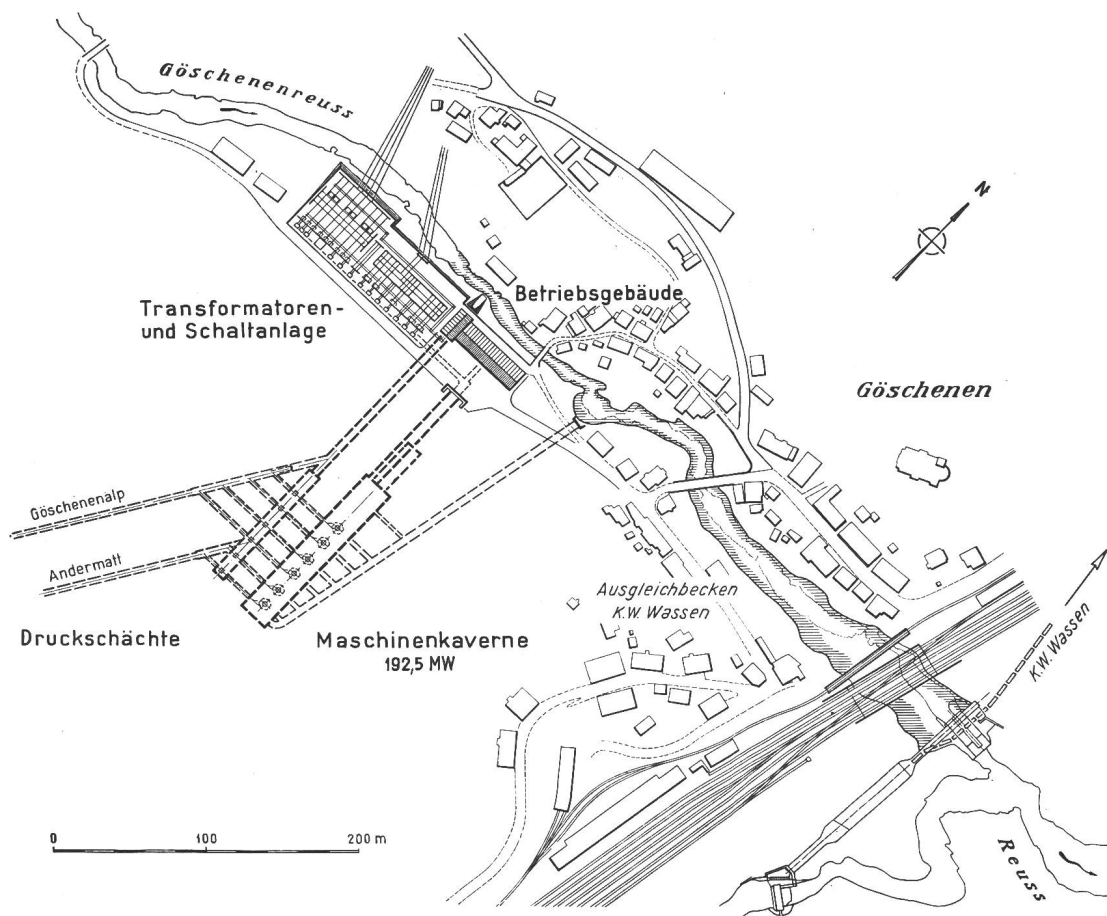 Göschenenreuss
N
Transformatoren-
und Schaltanlage
Betriebsgebäude
Göschenen
Göschenenalp
Andermatt
Druckschächte
Maschinenkaverne
192,5 MW
Ausgleichbecken
K.W. Wassen
K.W. Wassen
0 100 200 m
Reuss